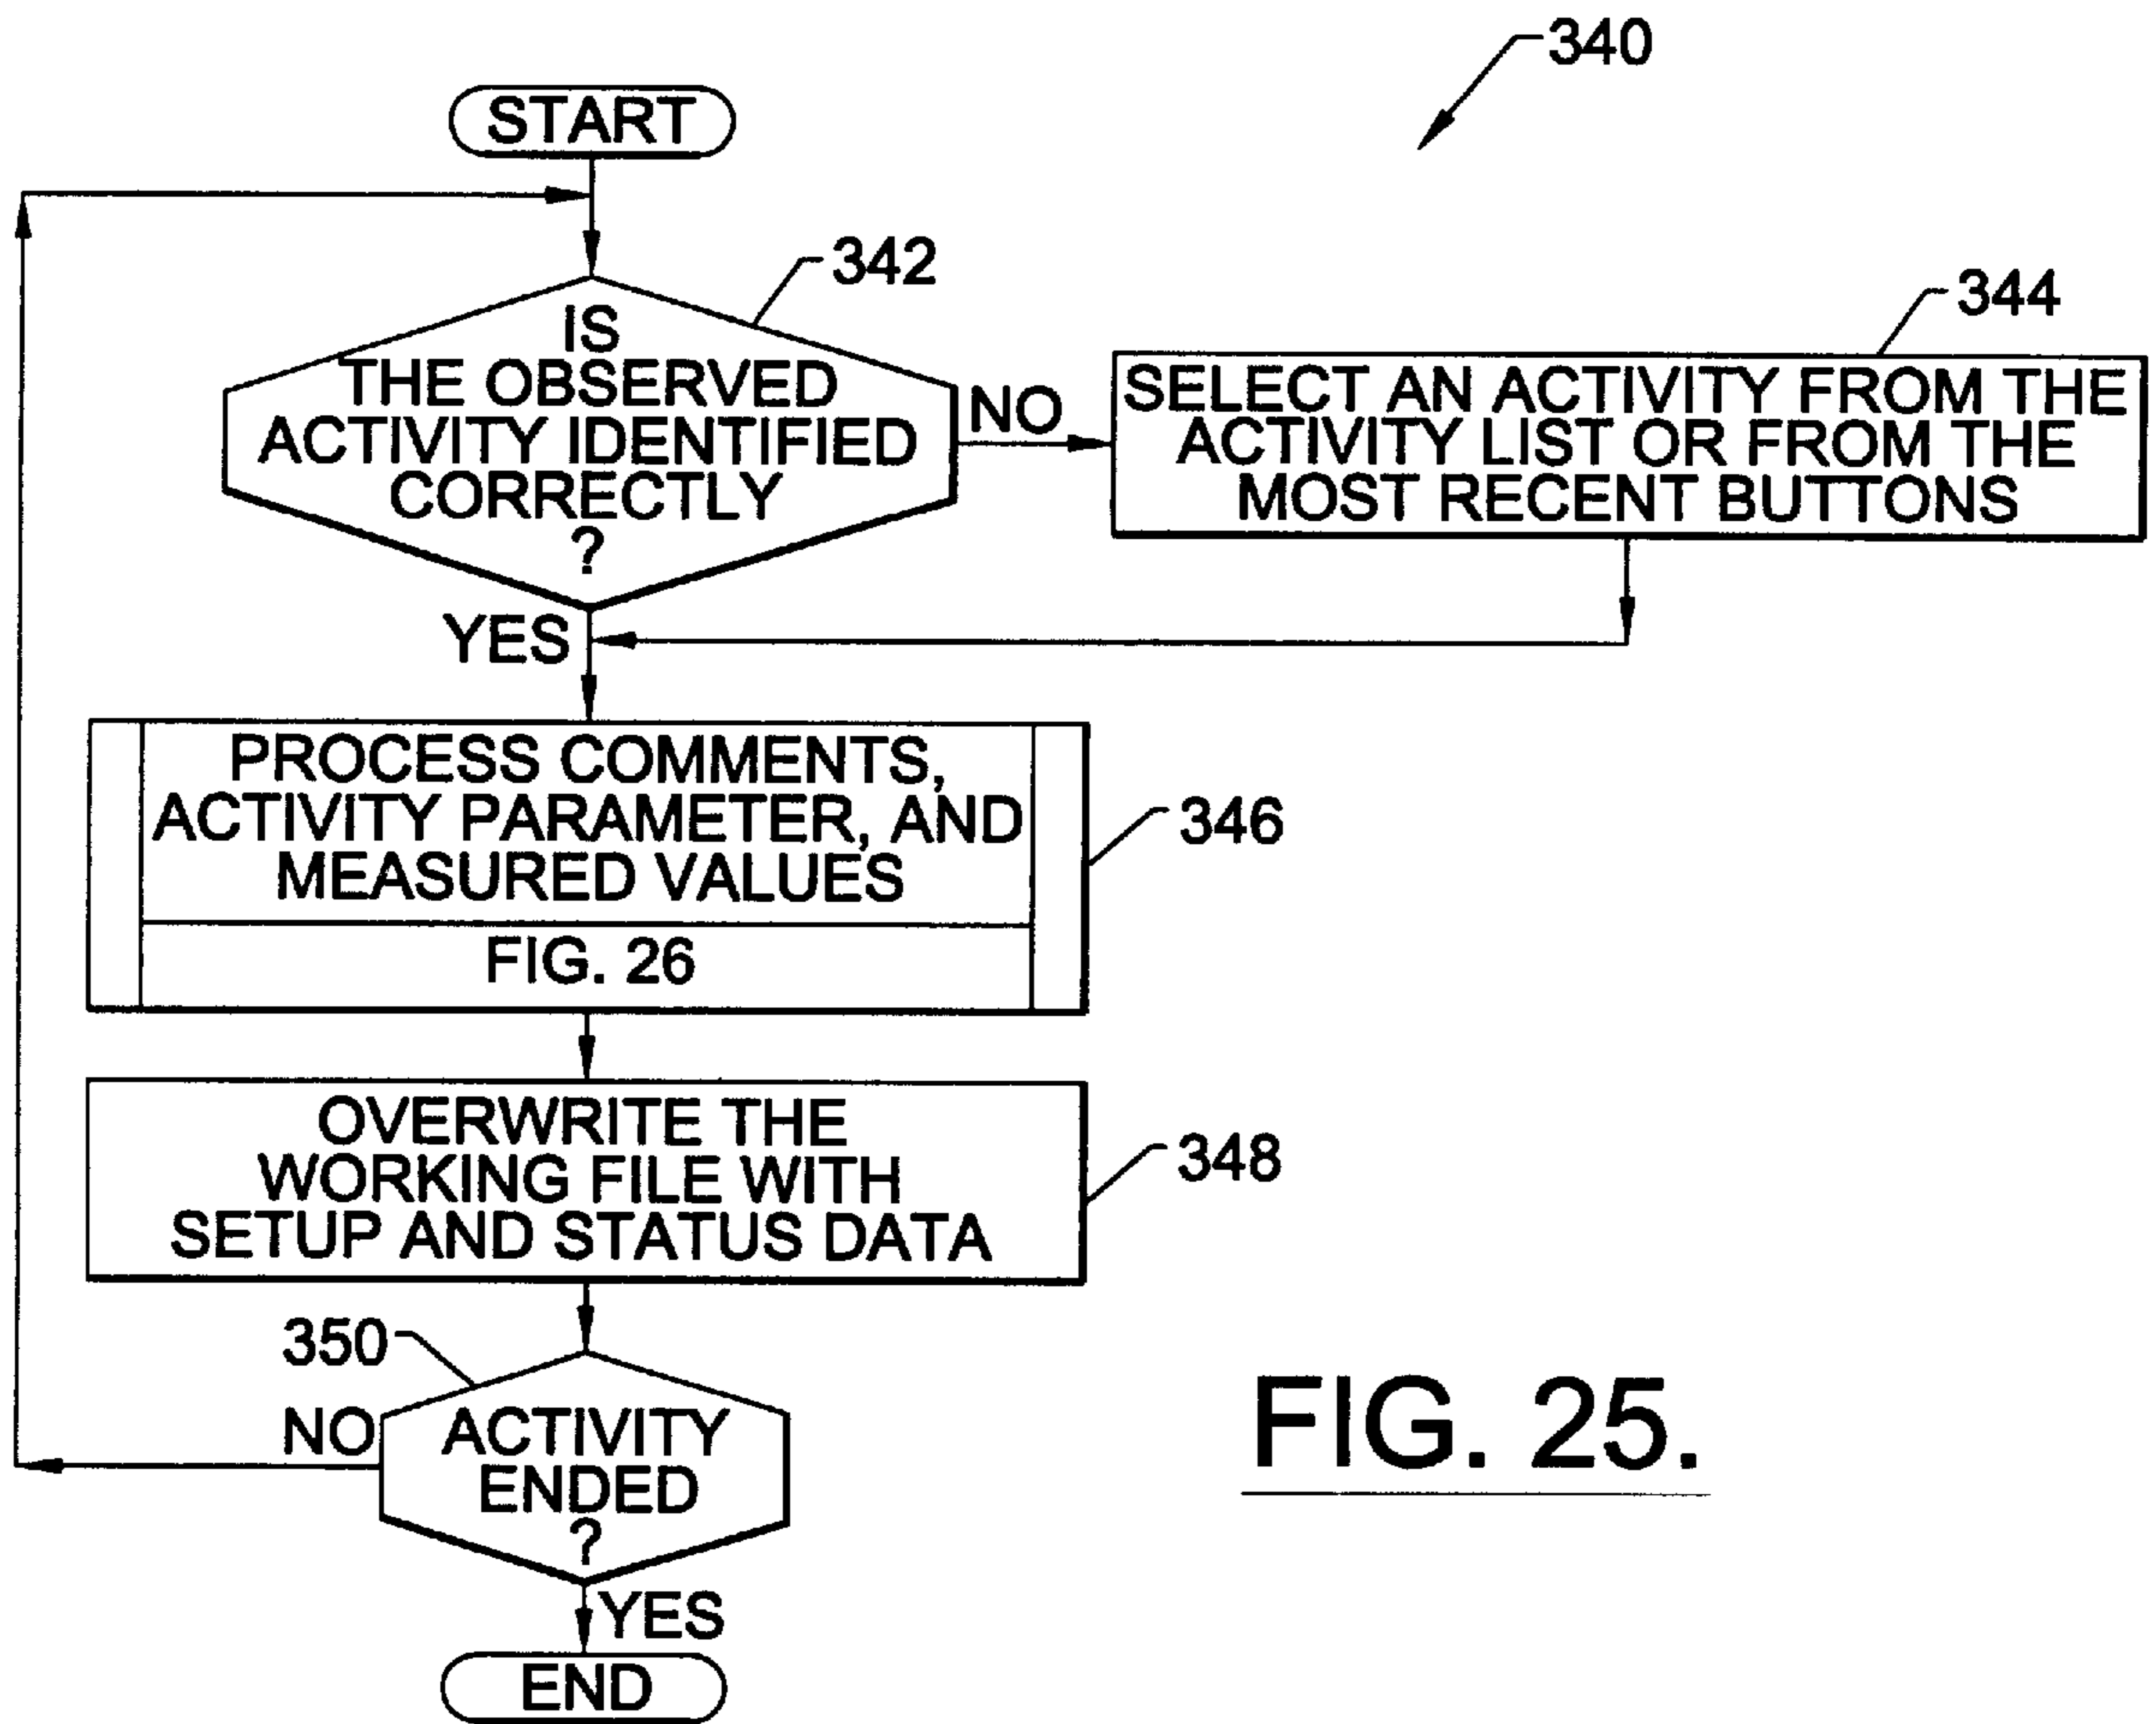 340
START
342
IS
THE OBSERVED
ACTIVITY IDENTIFIED
CORRECTLY
?
NO
344
SELECT AN ACTIVITY FROM THE
ACTIVITY LIST OR FROM THE
MOST RECENT BUTTONS
YES
PROCESS COMMENTS,
ACTIVITY PARAMETER, AND
MEASURED VALUES
FIG. 26
346
OVERWRITE THE
WORKING FILE WITH
SETUP AND STATUS DATA
348
350
NO
ACTIVITY
ENDED
?
YES
END
FIG. 25.